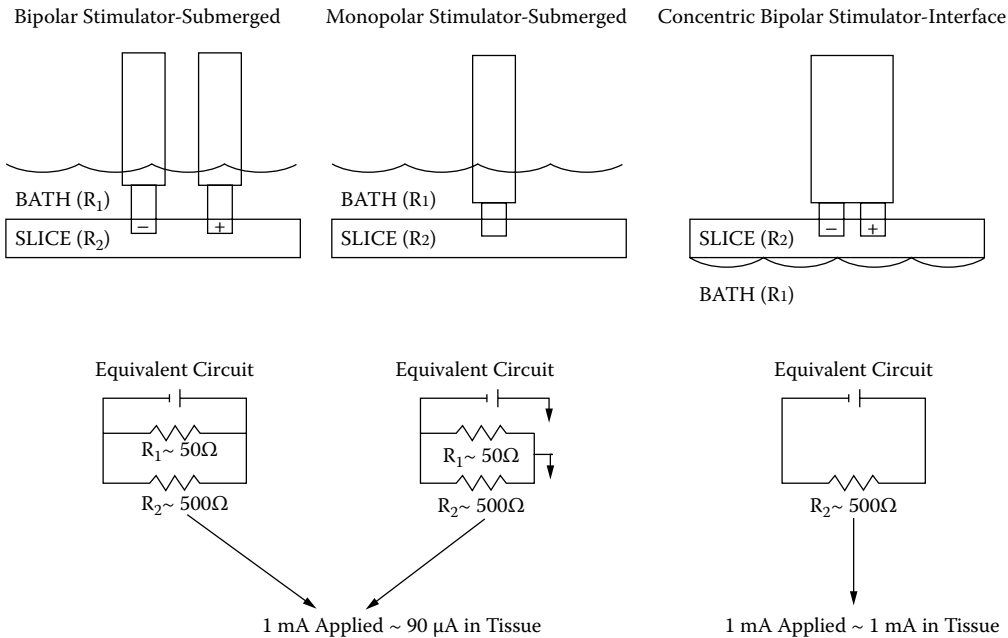 Bipolar Stimulator-Submerged
Monopolar Stimulator-Submerged
Concentric Bipolar Stimulator-Interface
BATH (R₁)
SLICE (R₂)
− +
BATH (R1)
SLICE (R2)
− +
SLICE (R2)
BATH (R1)
Equivalent Circuit
R₁~ 50Ω
R₂~ 500Ω
Equivalent Circuit
R₁~ 50Ω
R₂~ 500Ω
Equivalent Circuit
R₂~ 500Ω
1 mA Applied ~ 90 µA in Tissue
1 mA Applied ~ 1 mA in Tissue